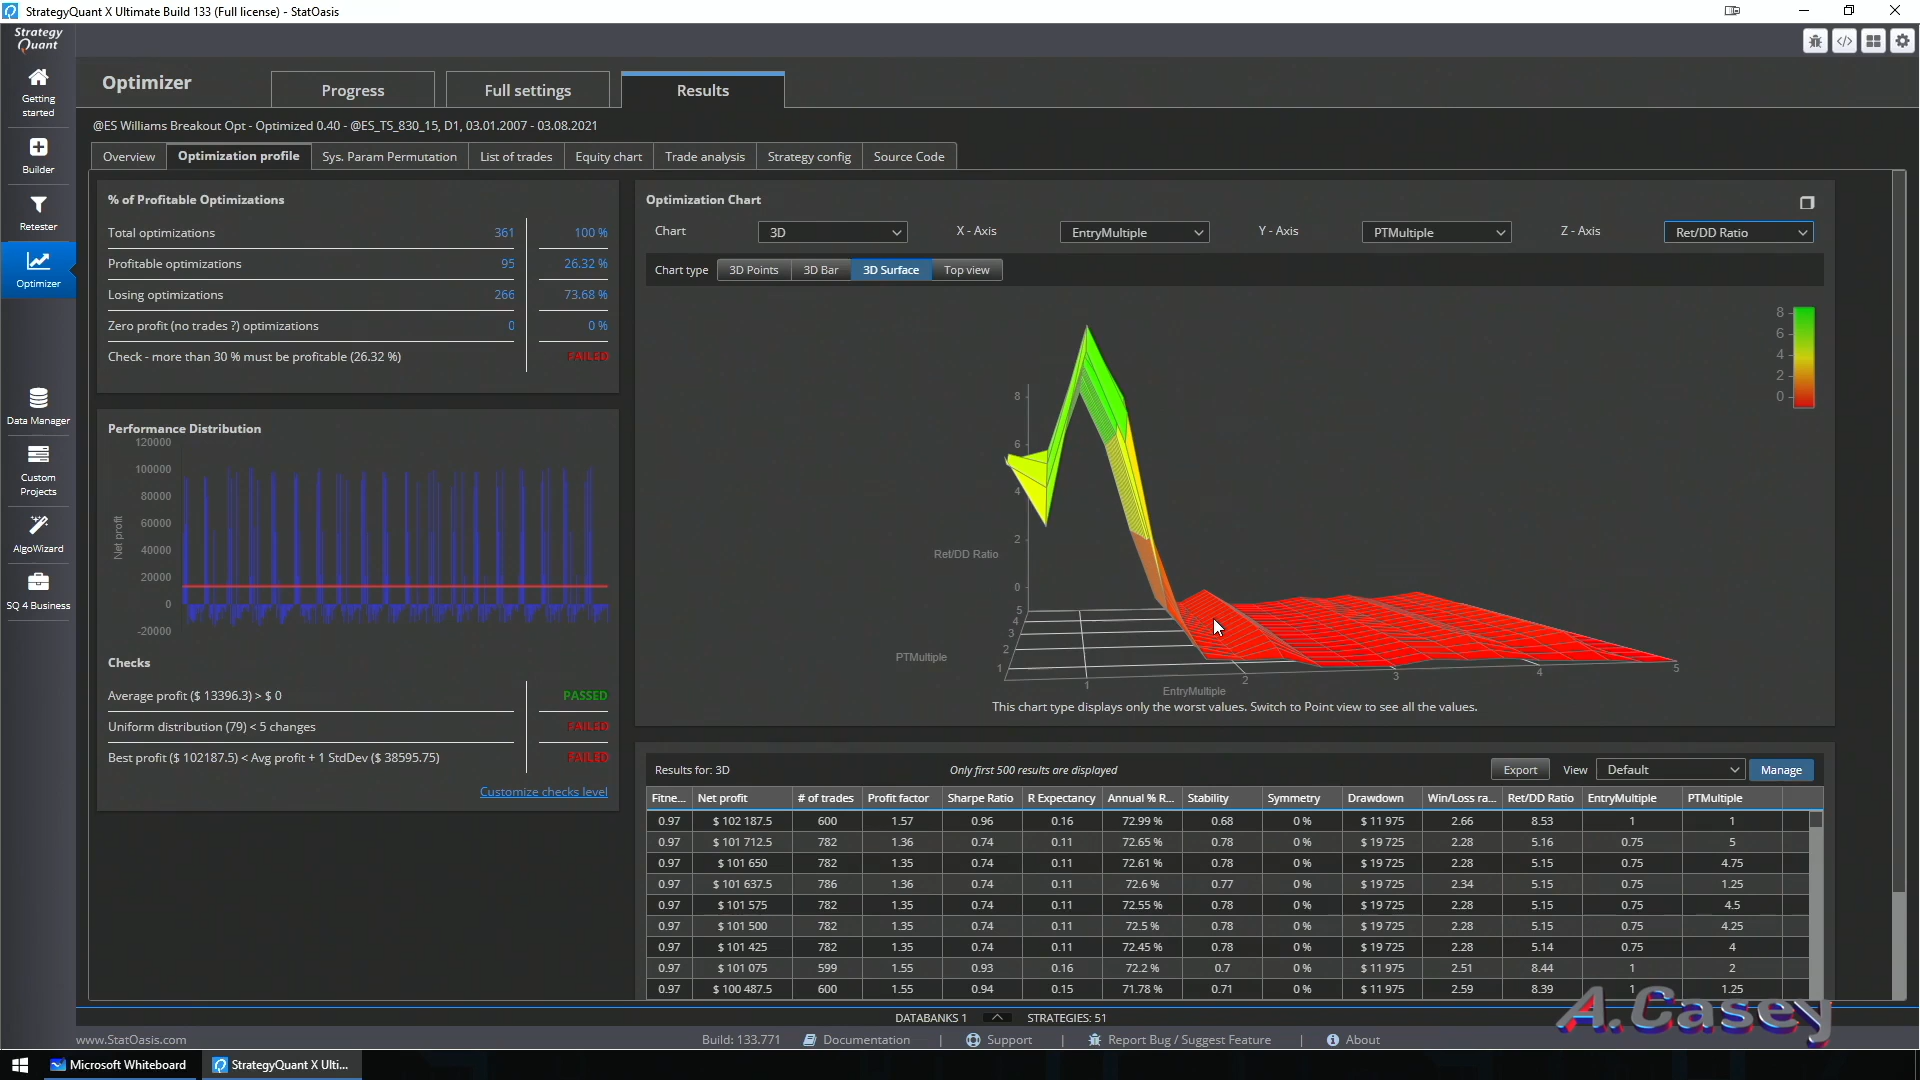 StrategyQuant X Ultimate Build 133 (Full license) - StatOasis
Strategy
Quant
Getting
started
Builder
Retester
Optimizer
Data Manager
Custom
Projects
AlgoWizard
SQ 4 Business
Optimizer
Progress
Full settings
Results
@ES Williams Breakout Opt - Optimized 0.40 - @ES_TS_830_15, D1, 03.01.2007 - 03.08.2021
Overview
Optimization profile
Sys. Param Permutation
List of trades
Equity chart
Trade analysis
Strategy config
Source Code
% of Profitable Optimizations
Total optimizations 361 100 %
Profitable optimizations 95 26.32 %
Losing optimizations 266 73.68 %
Zero profit (no trades ?) optimizations 0 0 %
Check - more than 30 % must be profitable (26.32 %) FAILED
Performance Distribution
120000
100000
80000
60000
40000
20000
0
-20000
Net profit
Checks
Average profit ($ 13396.3) > $ 0 PASSED
Uniform distribution (79) < 5 changes FAILED
Best profit ($ 102187.5) < Avg profit + 1 StdDev ($ 38595.75) FAILED
Customize checks level
Optimization Chart
Chart 3D X - Axis EntryMultiple Y - Axis PTMultiple Z - Axis Ret/DD Ratio
Chart type 3D Points 3D Bar 3D Surface Top view
8
6
4
2
0
8
6
4
2
0
Ret/DD Ratio
5
4
3
2
1
PTMultiple
1 2 3 4 5
EntryMultiple
This chart type displays only the worst values. Switch to Point view to see all the values.
Results for: 3D Only first 500 results are displayed Export View Default Manage
Fitne... Net profit # of trades Profit factor Sharpe Ratio R Expectancy Annual % R... Stability Symmetry Drawdown Win/Loss ra... Ret/DD Ratio EntryMultiple PTMultiple
0.97 $ 102 187.5 600 1.57 0.96 0.16 72.99 % 0.68 0 % $ 11 975 2.66 8.53 1 1
0.97 $ 101 712.5 782 1.36 0.74 0.11 72.65 % 0.78 0 % $ 19 725 2.28 5.16 0.75 5
0.97 $ 101 650 782 1.35 0.74 0.11 72.61 % 0.78 0 % $ 19 725 2.28 5.15 0.75 4.75
0.97 $ 101 637.5 786 1.36 0.74 0.11 72.6 % 0.77 0 % $ 19 725 2.34 5.15 0.75 1.25
0.97 $ 101 575 782 1.35 0.74 0.11 72.55 % 0.78 0 % $ 19 725 2.28 5.15 0.75 4.5
0.97 $ 101 500 782 1.35 0.74 0.11 72.5 % 0.78 0 % $ 19 725 2.28 5.15 0.75 4.25
0.97 $ 101 425 782 1.35 0.74 0.11 72.45 % 0.78 0 % $ 19 725 2.28 5.14 0.75 4
0.97 $ 101 075 599 1.55 0.93 0.16 72.2 % 0.7 0 % $ 11 975 2.51 8.44 1 2
0.97 $ 100 487.5 600 1.55 0.94 0.15 71.78 % 0.71 0 % $ 11 975 2.59 8.39 1 1.25
A.Casey
DATABANKS 1 STRATEGIES: 51
www.StatOasis.com
Build: 133.771 Documentation | Support | Report Bug / Suggest Feature | About
Microsoft Whiteboard
StrategyQuant X Ulti...